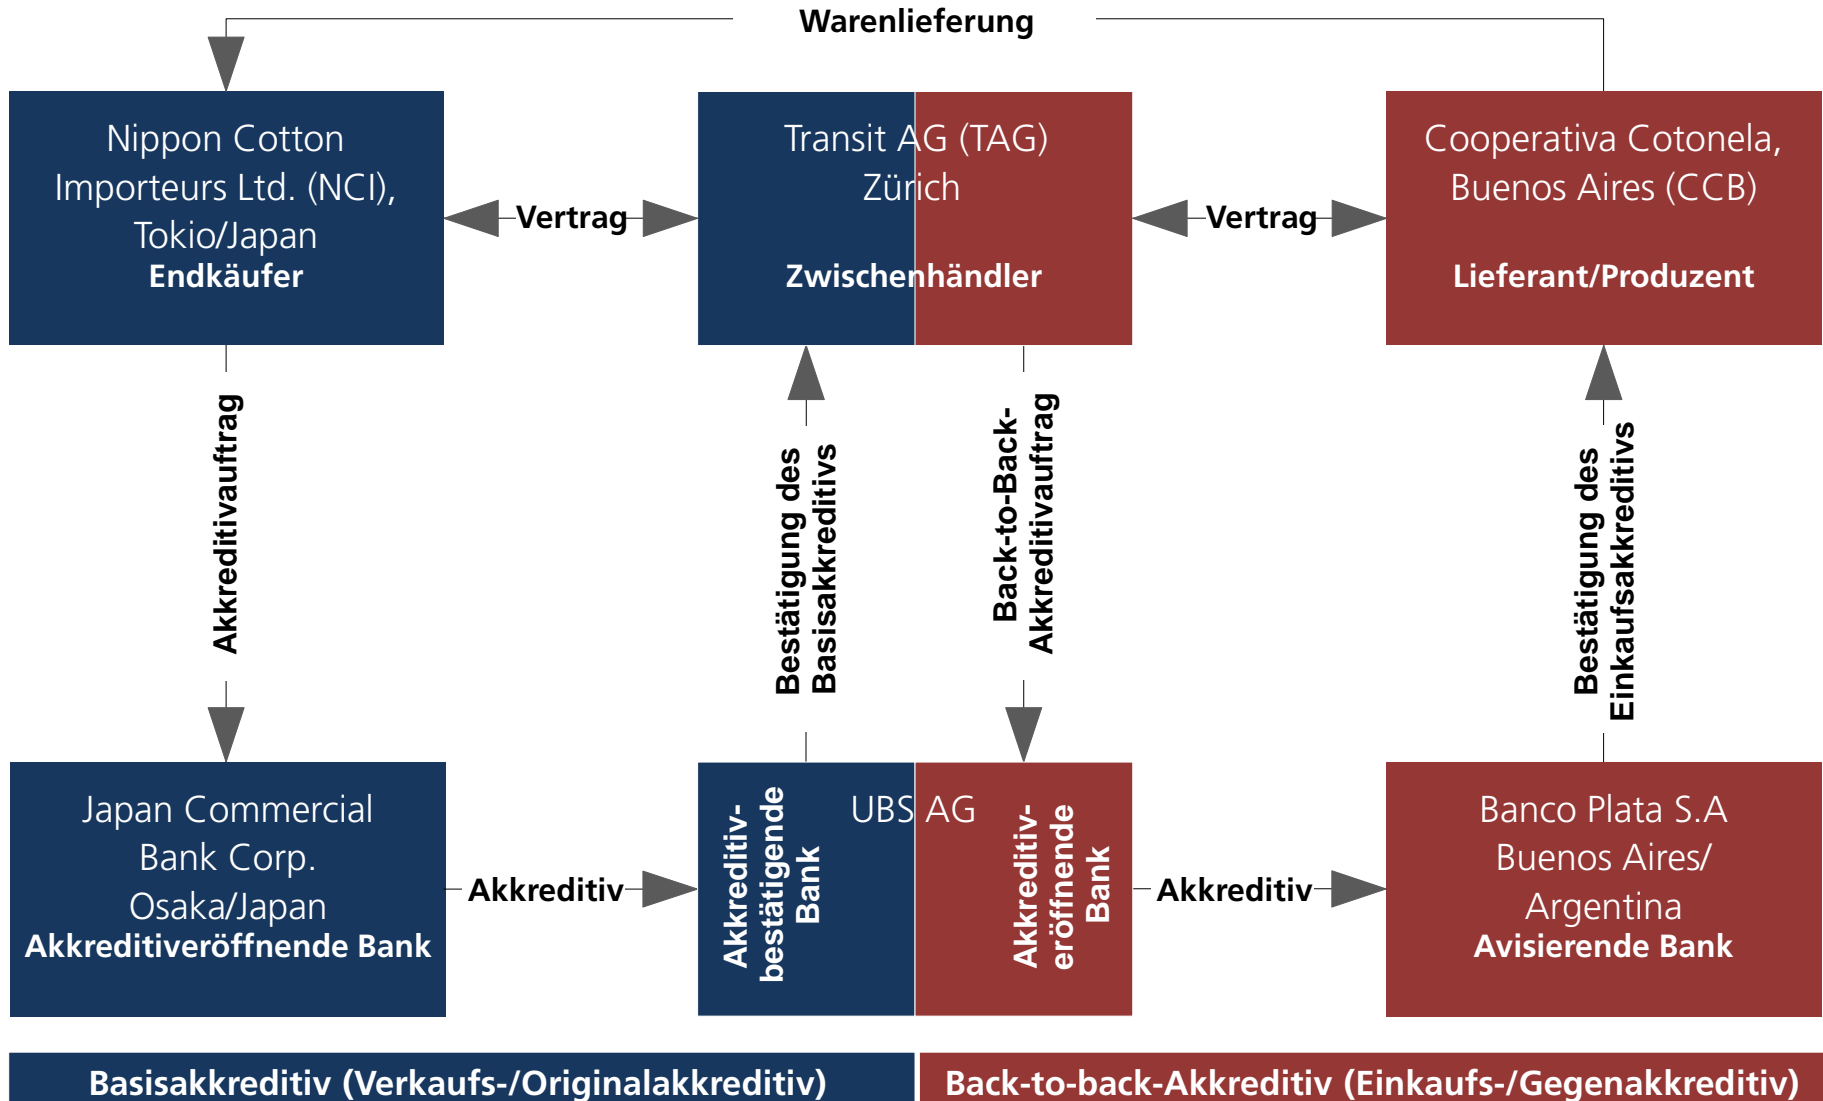 Warenlieferung
Nippon Cotton
Importeurs Ltd. (NCI),
Tokio/Japan
Endkäufer
Vertrag
Transit AG (TAG)
Zürich
Zwischenhändler
Vertrag
Cooperativa Cotonela,
Buenos Aires (CCB)
Lieferant/Produzent
Akkreditivauftrag
Bestätigung des
Basisakkreditivs
Back-to-Back-
Akkreditivauftrag
Bestätigung des
Einkaufsakkreditivs
Japan Commercial
Bank Corp.
Osaka/Japan
Akkreditiveröffnende Bank
Akkreditiv
Akkreditiv-
bestätigende
Bank
UBS AG
Akkreditiv-
eröffnende
Bank
Akkreditiv
Banco Plata S.A
Buenos Aires/
Argentina
Avisierende Bank
Basisakkreditiv (Verkaufs-/Originalakkreditiv)
Back-to-back-Akkreditiv (Einkaufs-/Gegenakkreditiv)